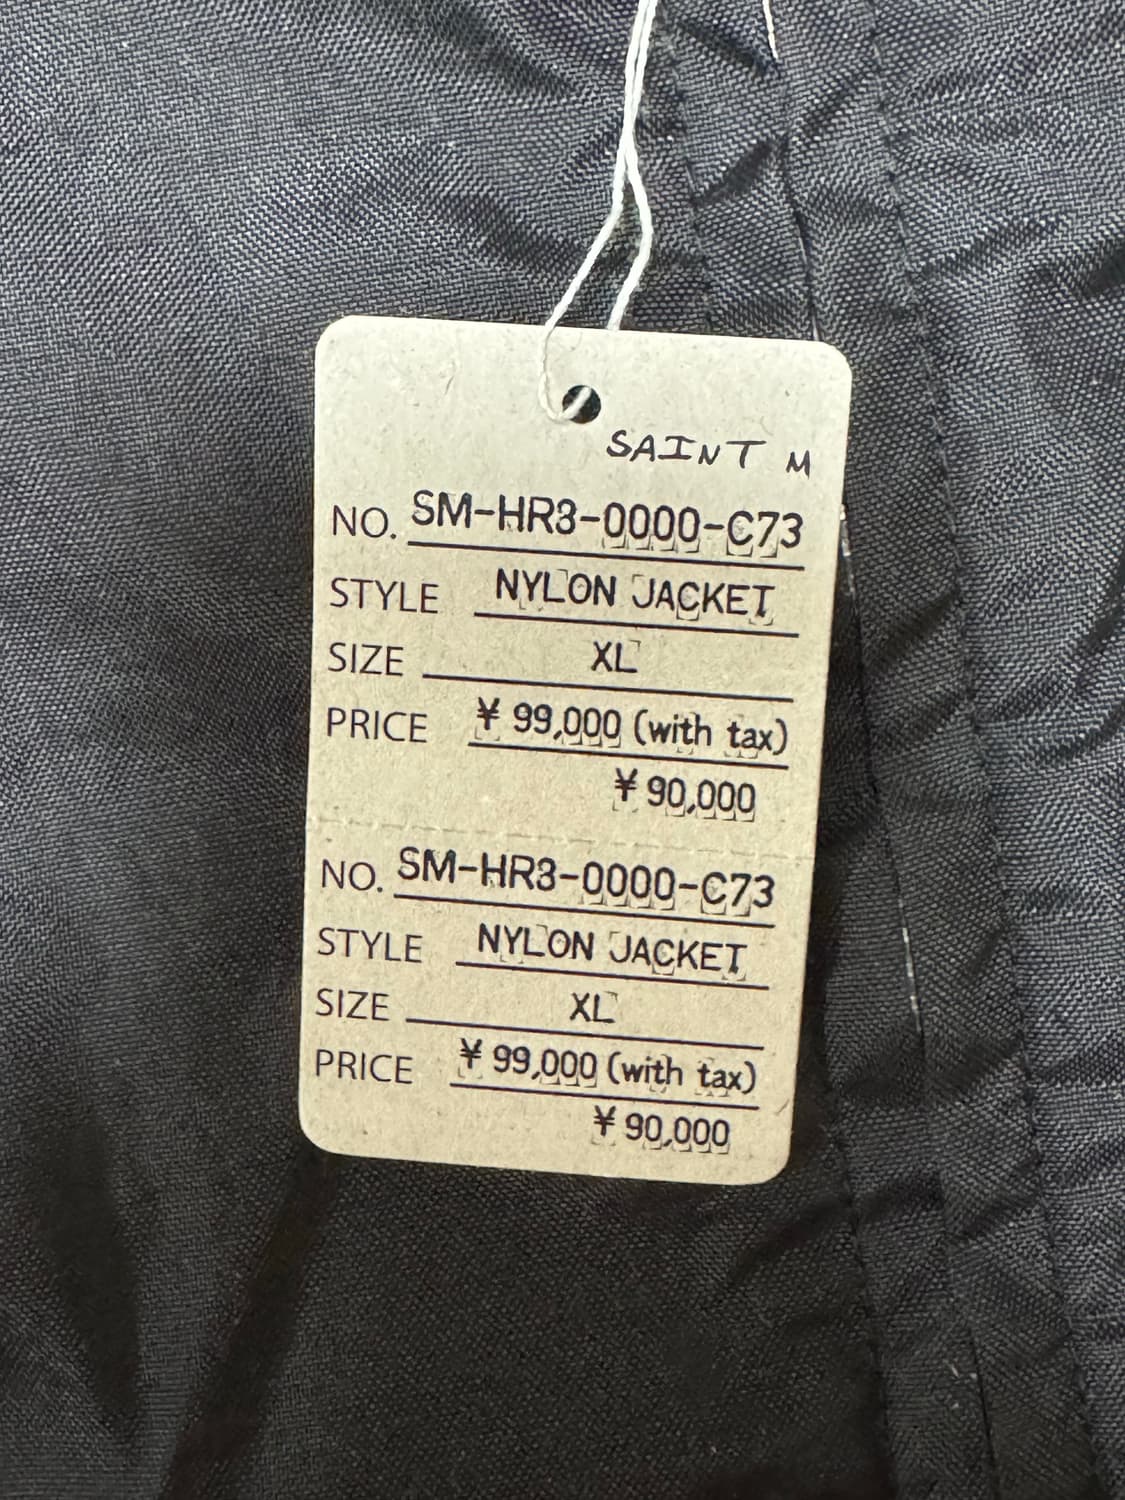 SAINT M
NO. SM-HR3-0000-C73
STYLE NYLON JACKET
SIZE XL
PRICE ¥ 99,000 (with tax)
¥ 90,000
NO. SM-HR3-0000-C73
STYLE NYLON JACKET
SIZE XL
PRICE ¥ 99,000 (with tax)
¥ 90,000